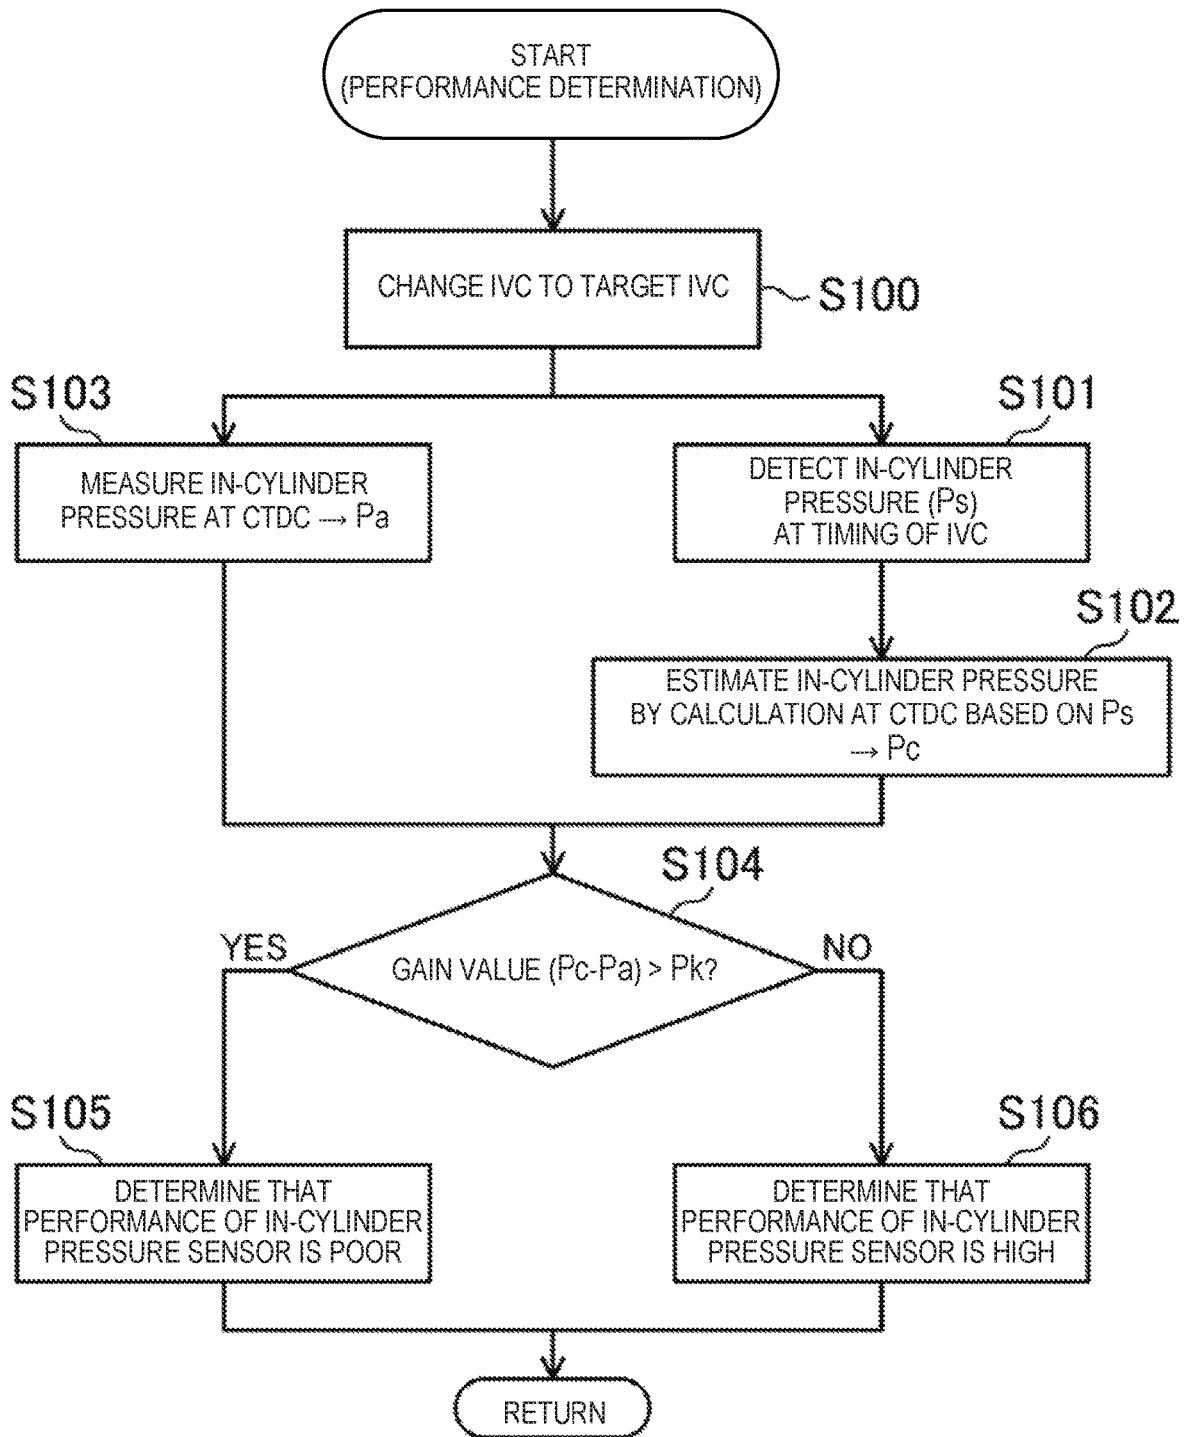 START
(PERFORMANCE DETERMINATION)
CHANGE IVC TO TARGET IVC
S100
S103
MEASURE IN-CYLINDER
PRESSURE AT CTDC → Pa
S101
DETECT IN-CYLINDER
PRESSURE (Ps)
AT TIMING OF IVC
S102
ESTIMATE IN-CYLINDER PRESSURE
BY CALCULATION AT CTDC BASED ON Ps
→ Pc
S104
YES
GAIN VALUE (Pc-Pa) > Pk?
NO
S105
DETERMINE THAT
PERFORMANCE OF IN-CYLINDER
PRESSURE SENSOR IS POOR
S106
DETERMINE THAT
PERFORMANCE OF IN-CYLINDER
PRESSURE SENSOR IS HIGH
RETURN